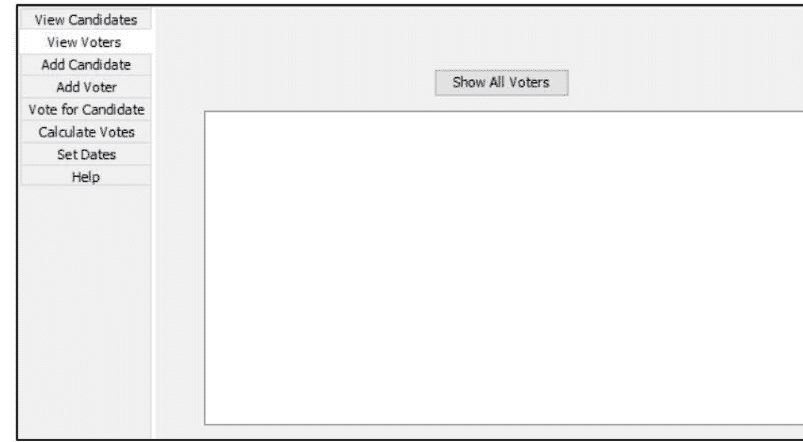 View Candidates
View Voters
Add Candidate
Add Voter
Vote for Candidate
Calculate Votes
Set Dates
Help
Show All Voters